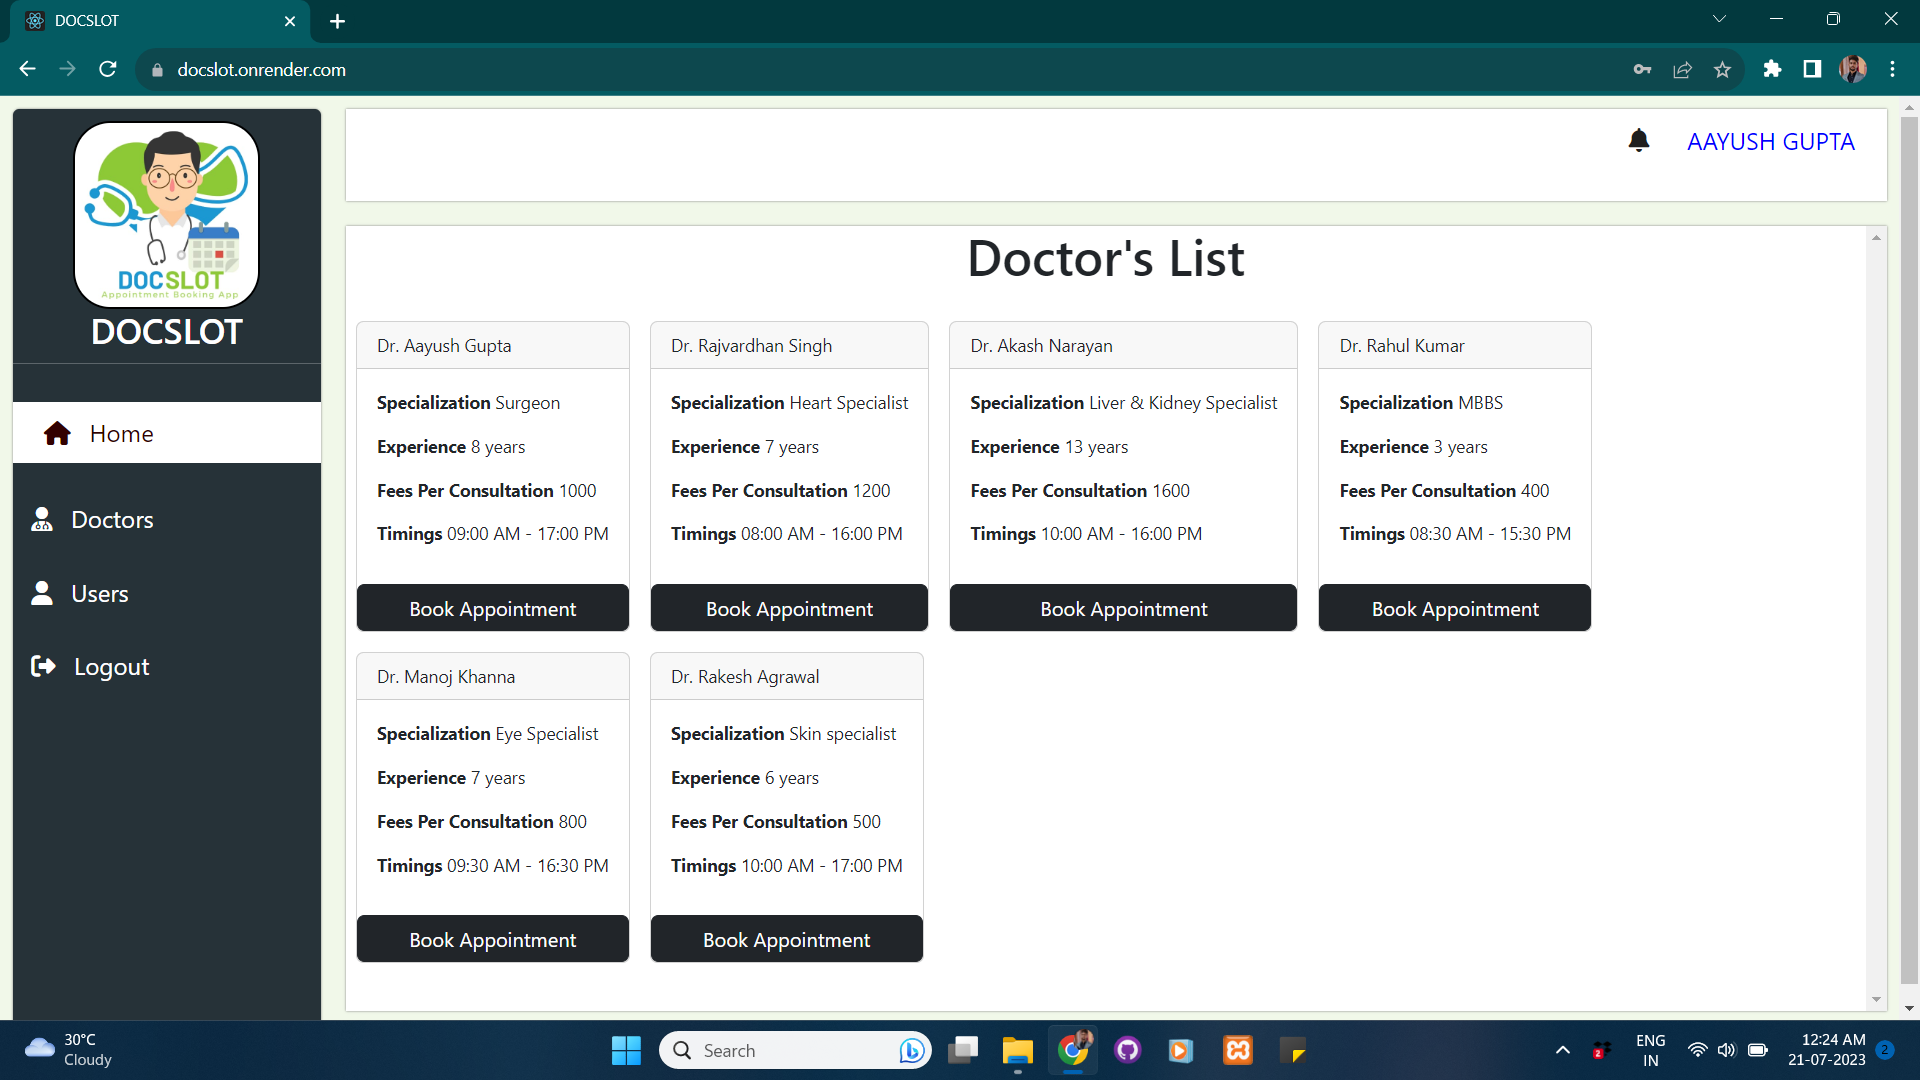 DOCSLOT
docslot.onrender.com
DOCSLOT
Appointment Booking App
DOCSLOT
Home
Doctors
Users
Logout
AAYUSH GUPTA
Doctor's List
Dr. Aayush Gupta
Specialization Surgeon
Experience 8 years
Fees Per Consultation 1000
Timings 09:00 AM - 17:00 PM
Book Appointment
Dr. Rajvardhan Singh
Specialization Heart Specialist
Experience 7 years
Fees Per Consultation 1200
Timings 08:00 AM - 16:00 PM
Book Appointment
Dr. Akash Narayan
Specialization Liver & Kidney Specialist
Experience 13 years
Fees Per Consultation 1600
Timings 10:00 AM - 16:00 PM
Book Appointment
Dr. Rahul Kumar
Specialization MBBS
Experience 3 years
Fees Per Consultation 400
Timings 08:30 AM - 15:30 PM
Book Appointment
Dr. Manoj Khanna
Specialization Eye Specialist
Experience 7 years
Fees Per Consultation 800
Timings 09:30 AM - 16:30 PM
Book Appointment
Dr. Rakesh Agrawal
Specialization Skin specialist
Experience 6 years
Fees Per Consultation 500
Timings 10:00 AM - 17:00 PM
Book Appointment
30°C
Cloudy
Search
2
ENG
IN
12:24 AM
21-07-2023
2